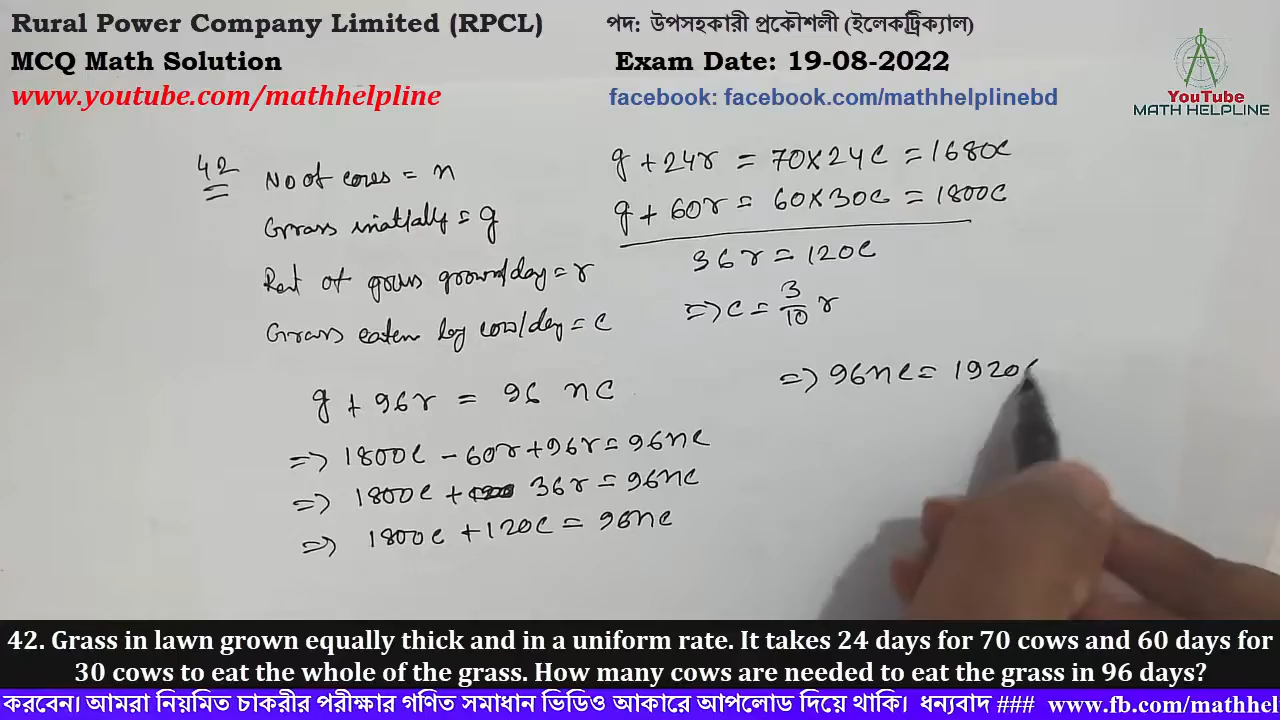 Rural Power Company Limited (RPCL)
পদ: উপসহকারী প্রকৌশলী (ইলেকট্রিক্যাল)
MCQ Math Solution
Exam Date: 19-08-2022
www.youtube.com/mathhelpline
facebook: facebook.com/mathhelplinebd
YouTube
MATH HELPLINE
42
No of cows = n
Grass initially = g
Rent of grass grown/day = r
Grass eaten by cow/day = c
g + 96r = 96 nc
=> 1800c - 60r + 96r = 96nc
=> 1800c + 36r = 96nc
=> 1800c + 120c = 96nc
g + 24r = 70×24c = 1680c
g + 60r = 60×30c = 1800c
36r = 120c
=> c = 3/10 r
=> 96nc = 1920c
42. Grass in lawn grown equally thick and in a uniform rate. It takes 24 days for 70 cows and 60 days for
30 cows to eat the whole of the grass. How many cows are needed to eat the grass in 96 days?
করবেন। আমরা নিয়মিত চাকরীর পরীক্ষার গণিত সমাধান ভিডিও আকারে আপলোড দিয়ে থাকি। ধন্যবাদ ### www.fb.com/mathhel